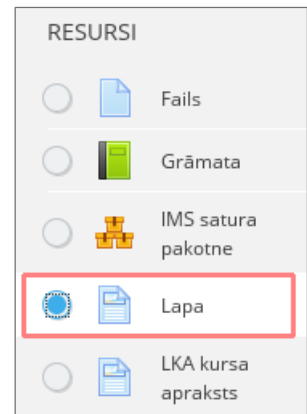 RESURSI
Fails
Grāmata
IMS satura
pakotne
Lapa
LKA kursa
apraksts